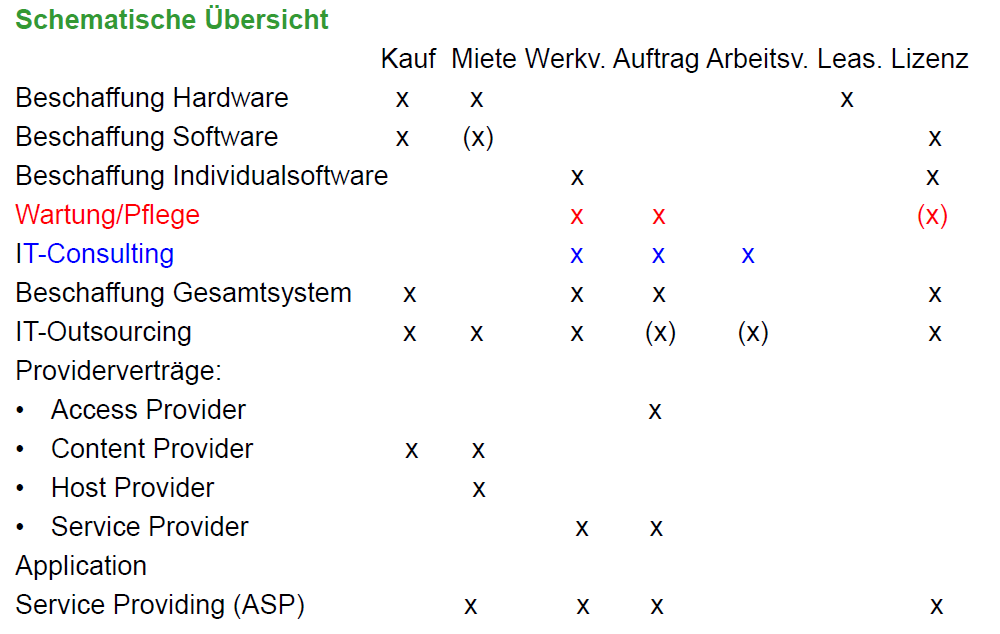 Schematische Übersicht
Kauf Miete Werkv. Auftrag Arbeitsv. Leas. Lizenz
Beschaffung Hardware x x x
Beschaffung Software x (x) x
Beschaffung Individualsoftware x x
Wartung/Pflege x x (x)
IT-Consulting x x x
Beschaffung Gesamtsystem x x x x
IT-Outsourcing x x x (x) (x) x
Providerverträge:
• Access Provider x
• Content Provider x x
• Host Provider x
• Service Provider x x
Application
Service Providing (ASP) x x x x